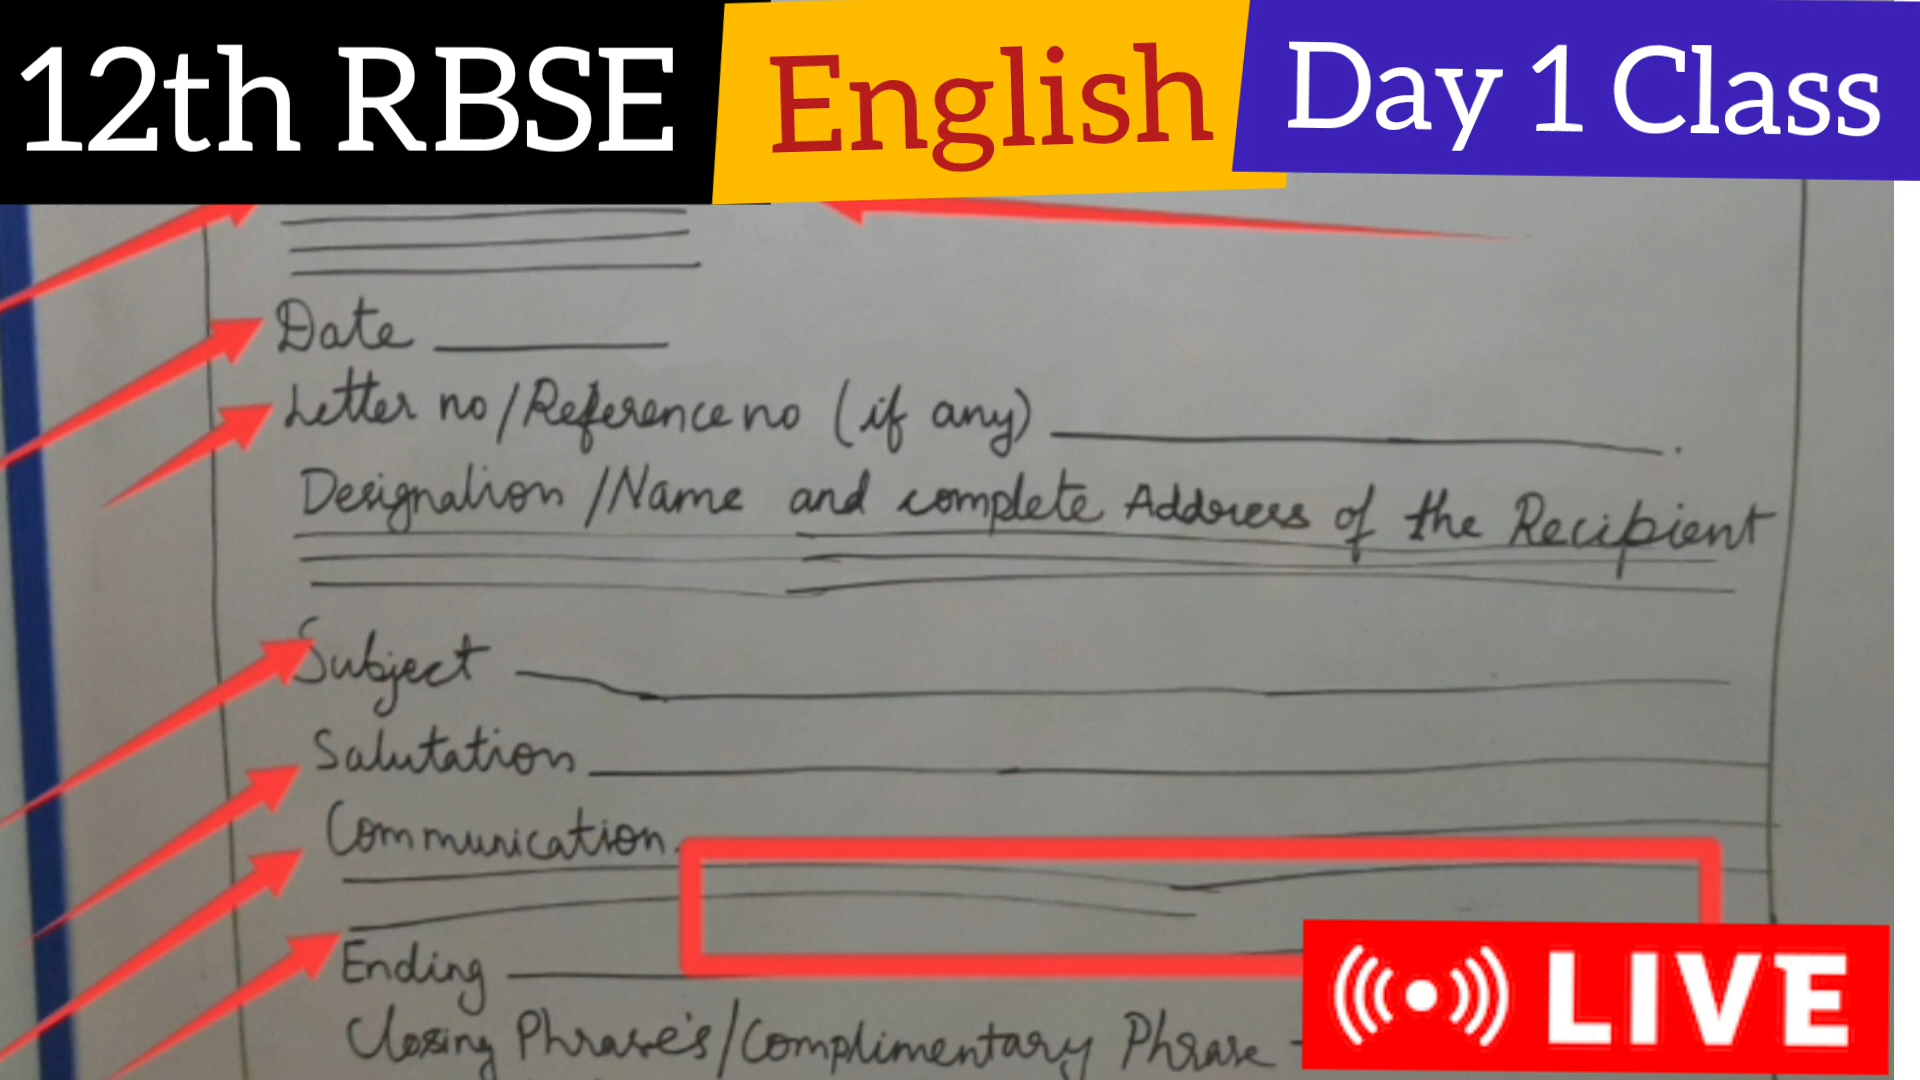 12th RBSE English Day 1 Class
Date
Letter no/Reference no (if any)
Designation/Name and complete Address of the Recipient
Subject
Salutation
Communication
Ending
Closing Phrase's/Complimentary Phrase -
LIVE